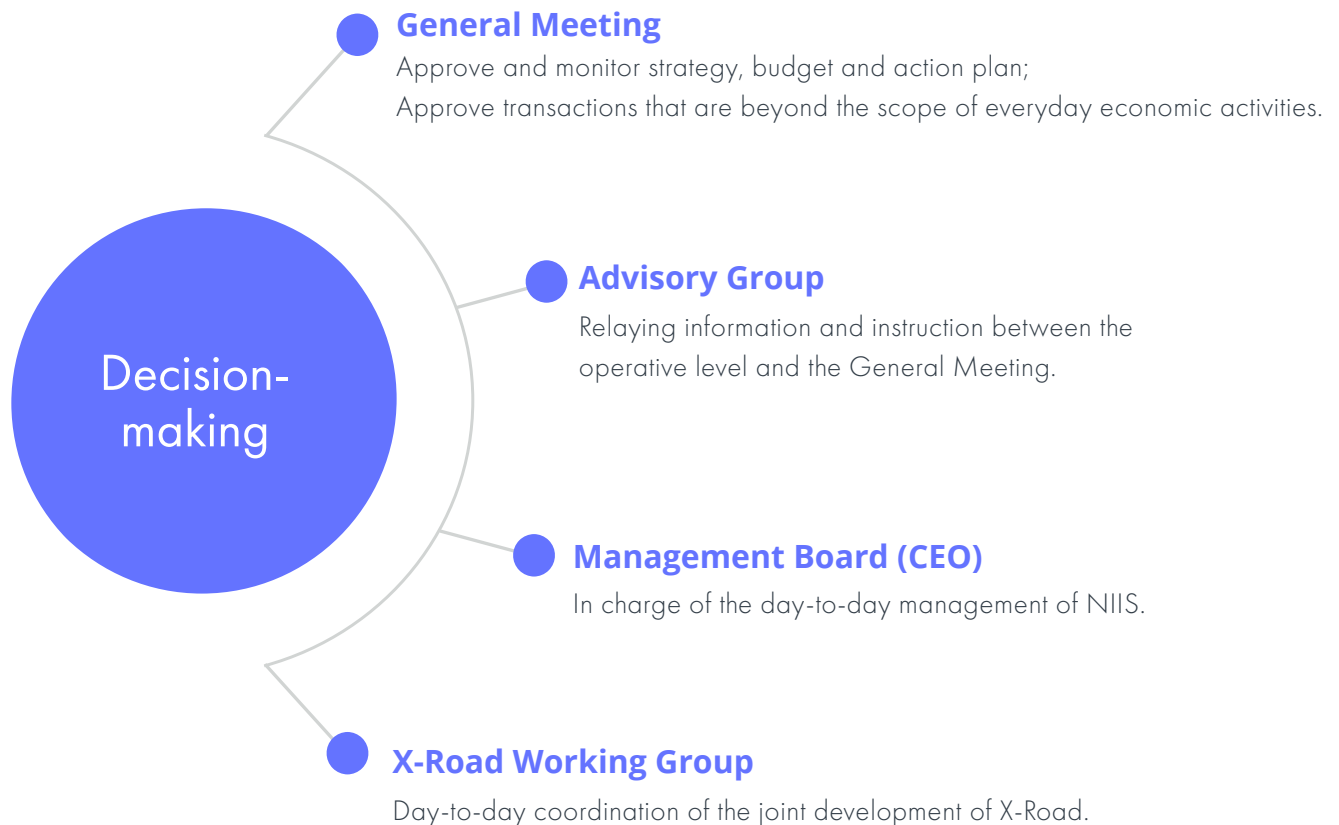 General Meeting
Approve and monitor strategy, budget and action plan;
Approve transactions that are beyond the scope of everyday economic activities.
Advisory Group
Relaying information and instruction between the
operative level and the General Meeting.
Decision-
making
Management Board (CEO)
In charge of the day-to-day management of NIIS.
X-Road Working Group
Day-to-day coordination of the joint development of X-Road.